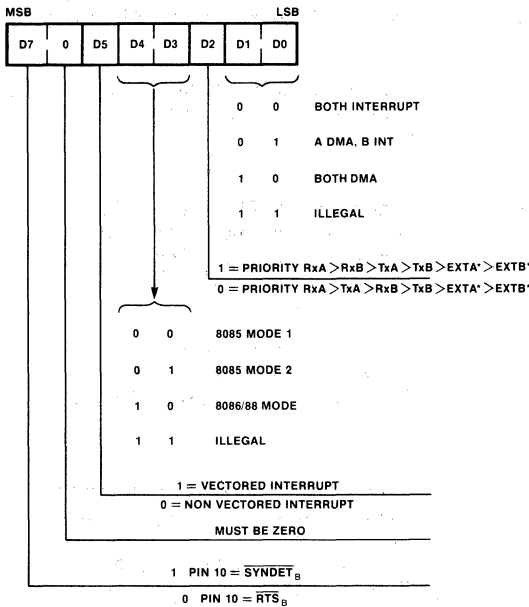 MSB LSB
D7 0 D5 D4 D3 D2 D1 D0
0 0 BOTH INTERRUPT
0 1 A DMA, B INT
1 0 BOTH DMA
1 1 ILLEGAL
1 = PRIORITY RxA > RxB > TxA > TxB > EXTA* > EXTB*
0 = PRIORITY RxA > TxA > RxB > TxB > EXTA* > EXTB*
0 0 8085 MODE 1
0 1 8085 MODE 2
1 0 8086/88 MODE
1 1 ILLEGAL
1 = VECTORED INTERRUPT
0 = NON VECTORED INTERRUPT
MUST BE ZERO
1 PIN 10 = SYNDET B
0 PIN 10 = RTS B